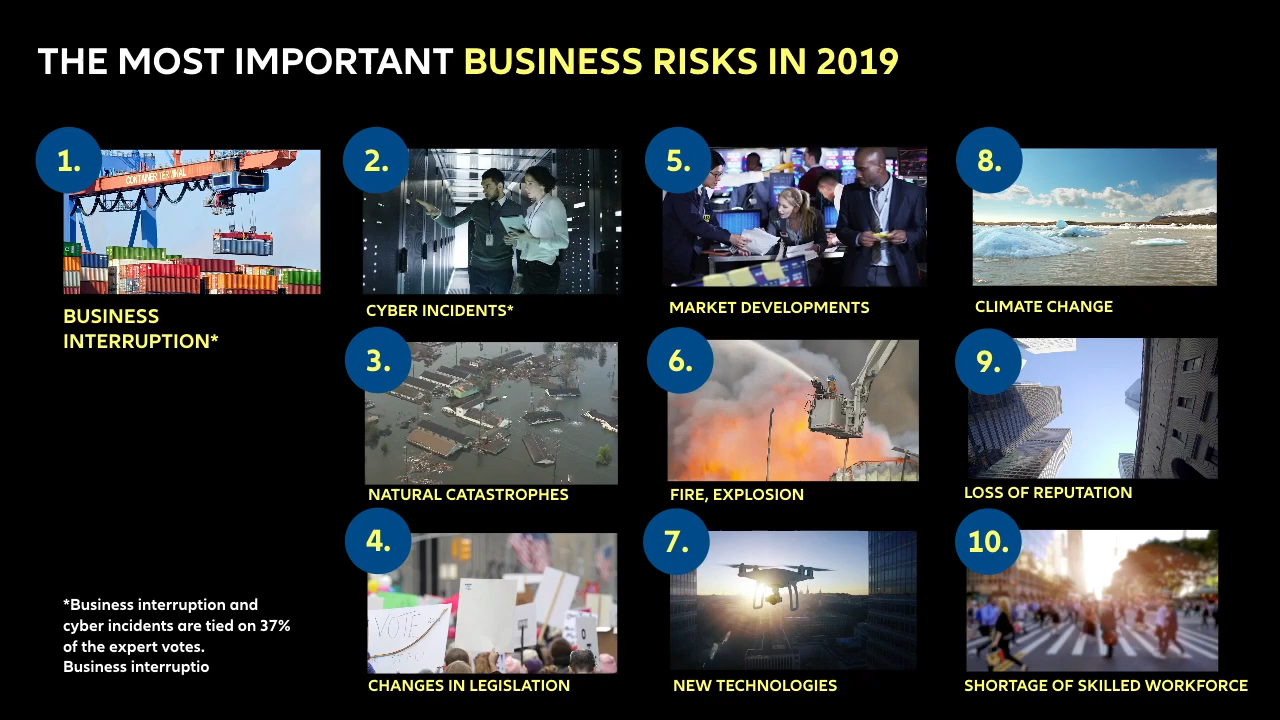 THE MOST IMPORTANT BUSINESS RISKS IN 2019
1.
CONTAINER TERMINAL
BUSINESS
INTERRUPTION*
*Business interruption and
cyber incidents are tied on 37%
of the expert votes.
Business interruptio
2.
CYBER INCIDENTS*
3.
NATURAL CATASTROPHES
4.
VOTE
CHANGES IN LEGISLATION
5.
MARKET DEVELOPMENTS
6.
FIRE, EXPLOSION
7.
NEW TECHNOLOGIES
8.
CLIMATE CHANGE
9.
LOSS OF REPUTATION
10.
SHORTAGE OF SKILLED WORKFORCE